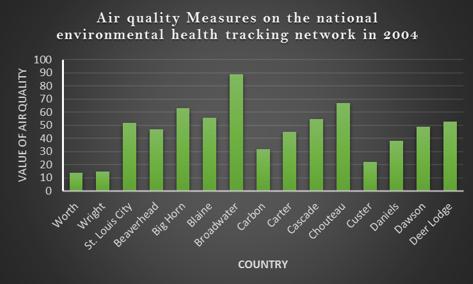 Air quality Measures on the national
environmental health tracking network in 2004
VALUE OF AIR QUALITY
100
90
80
70
60
50
40
30
20
10
0
Worth
Wright
St. Louis City
Beaverhead
Big Horn
Blaine
Broadwater
Carbon
Carter
Cascade
Chouteau
Custer
Daniels
Dawson
Deer Lodge
COUNTRY